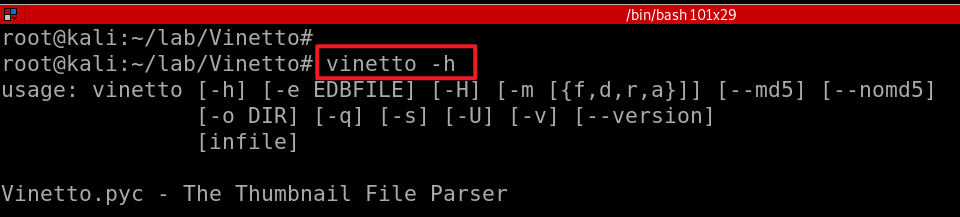 /bin/bash 101x29
root@kali:~/lab/Vinetto#
root@kali:~/lab/Vinetto# vinetto -h
usage: vinetto [-h] [-e EDBFILE] [-H] [-m [{f,d,r,a}]] [--md5] [--nomd5]
               [-o DIR] [-q] [-s] [-U] [-v] [--version]
               [infile]
Vinetto.pyc - The Thumbnail File Parser